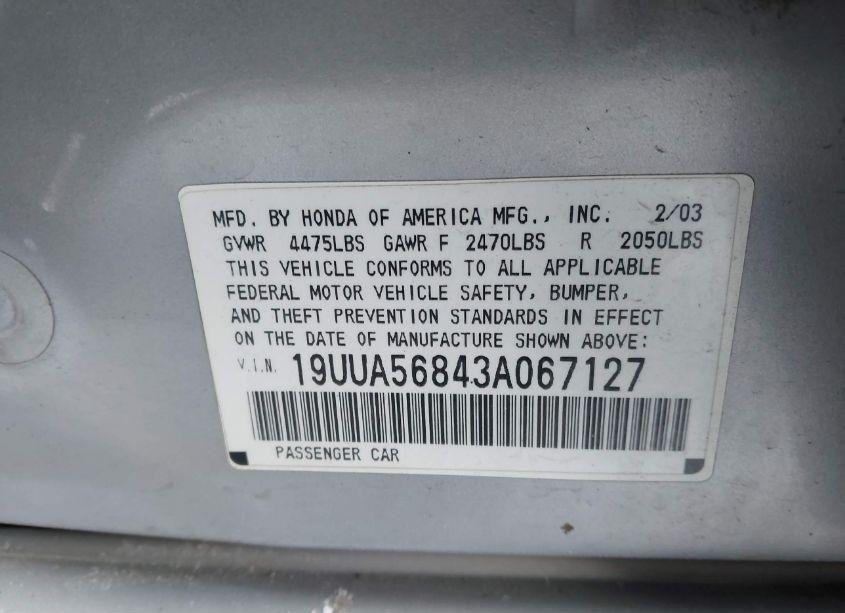 MFD. BY HONDA OF AMERICA MFG., INC. 2/03
GVWR 4475LBS GAWR F 2470LBS R 2050LBS
THIS VEHICLE CONFORMS TO ALL APPLICABLE
FEDERAL MOTOR VEHICLE SAFETY, BUMPER,
AND THEFT PREVENTION STANDARDS IN EFFECT
ON THE DATE OF MANUFACTURE SHOWN ABOVE:
V.I.N. 19UUA56843A067127
PASSENGER CAR